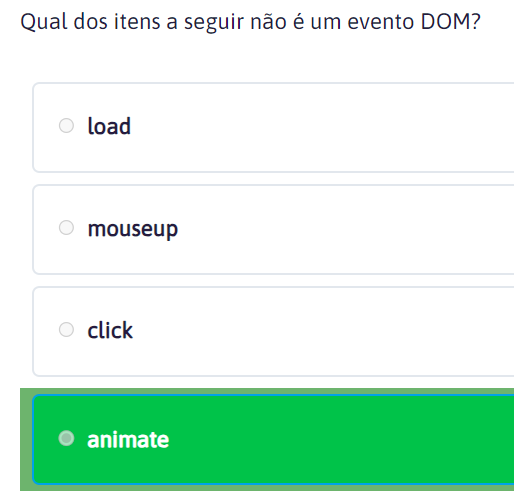 Qual dos itens a seguir não é um evento DOM?
load
mouseup
click
animate